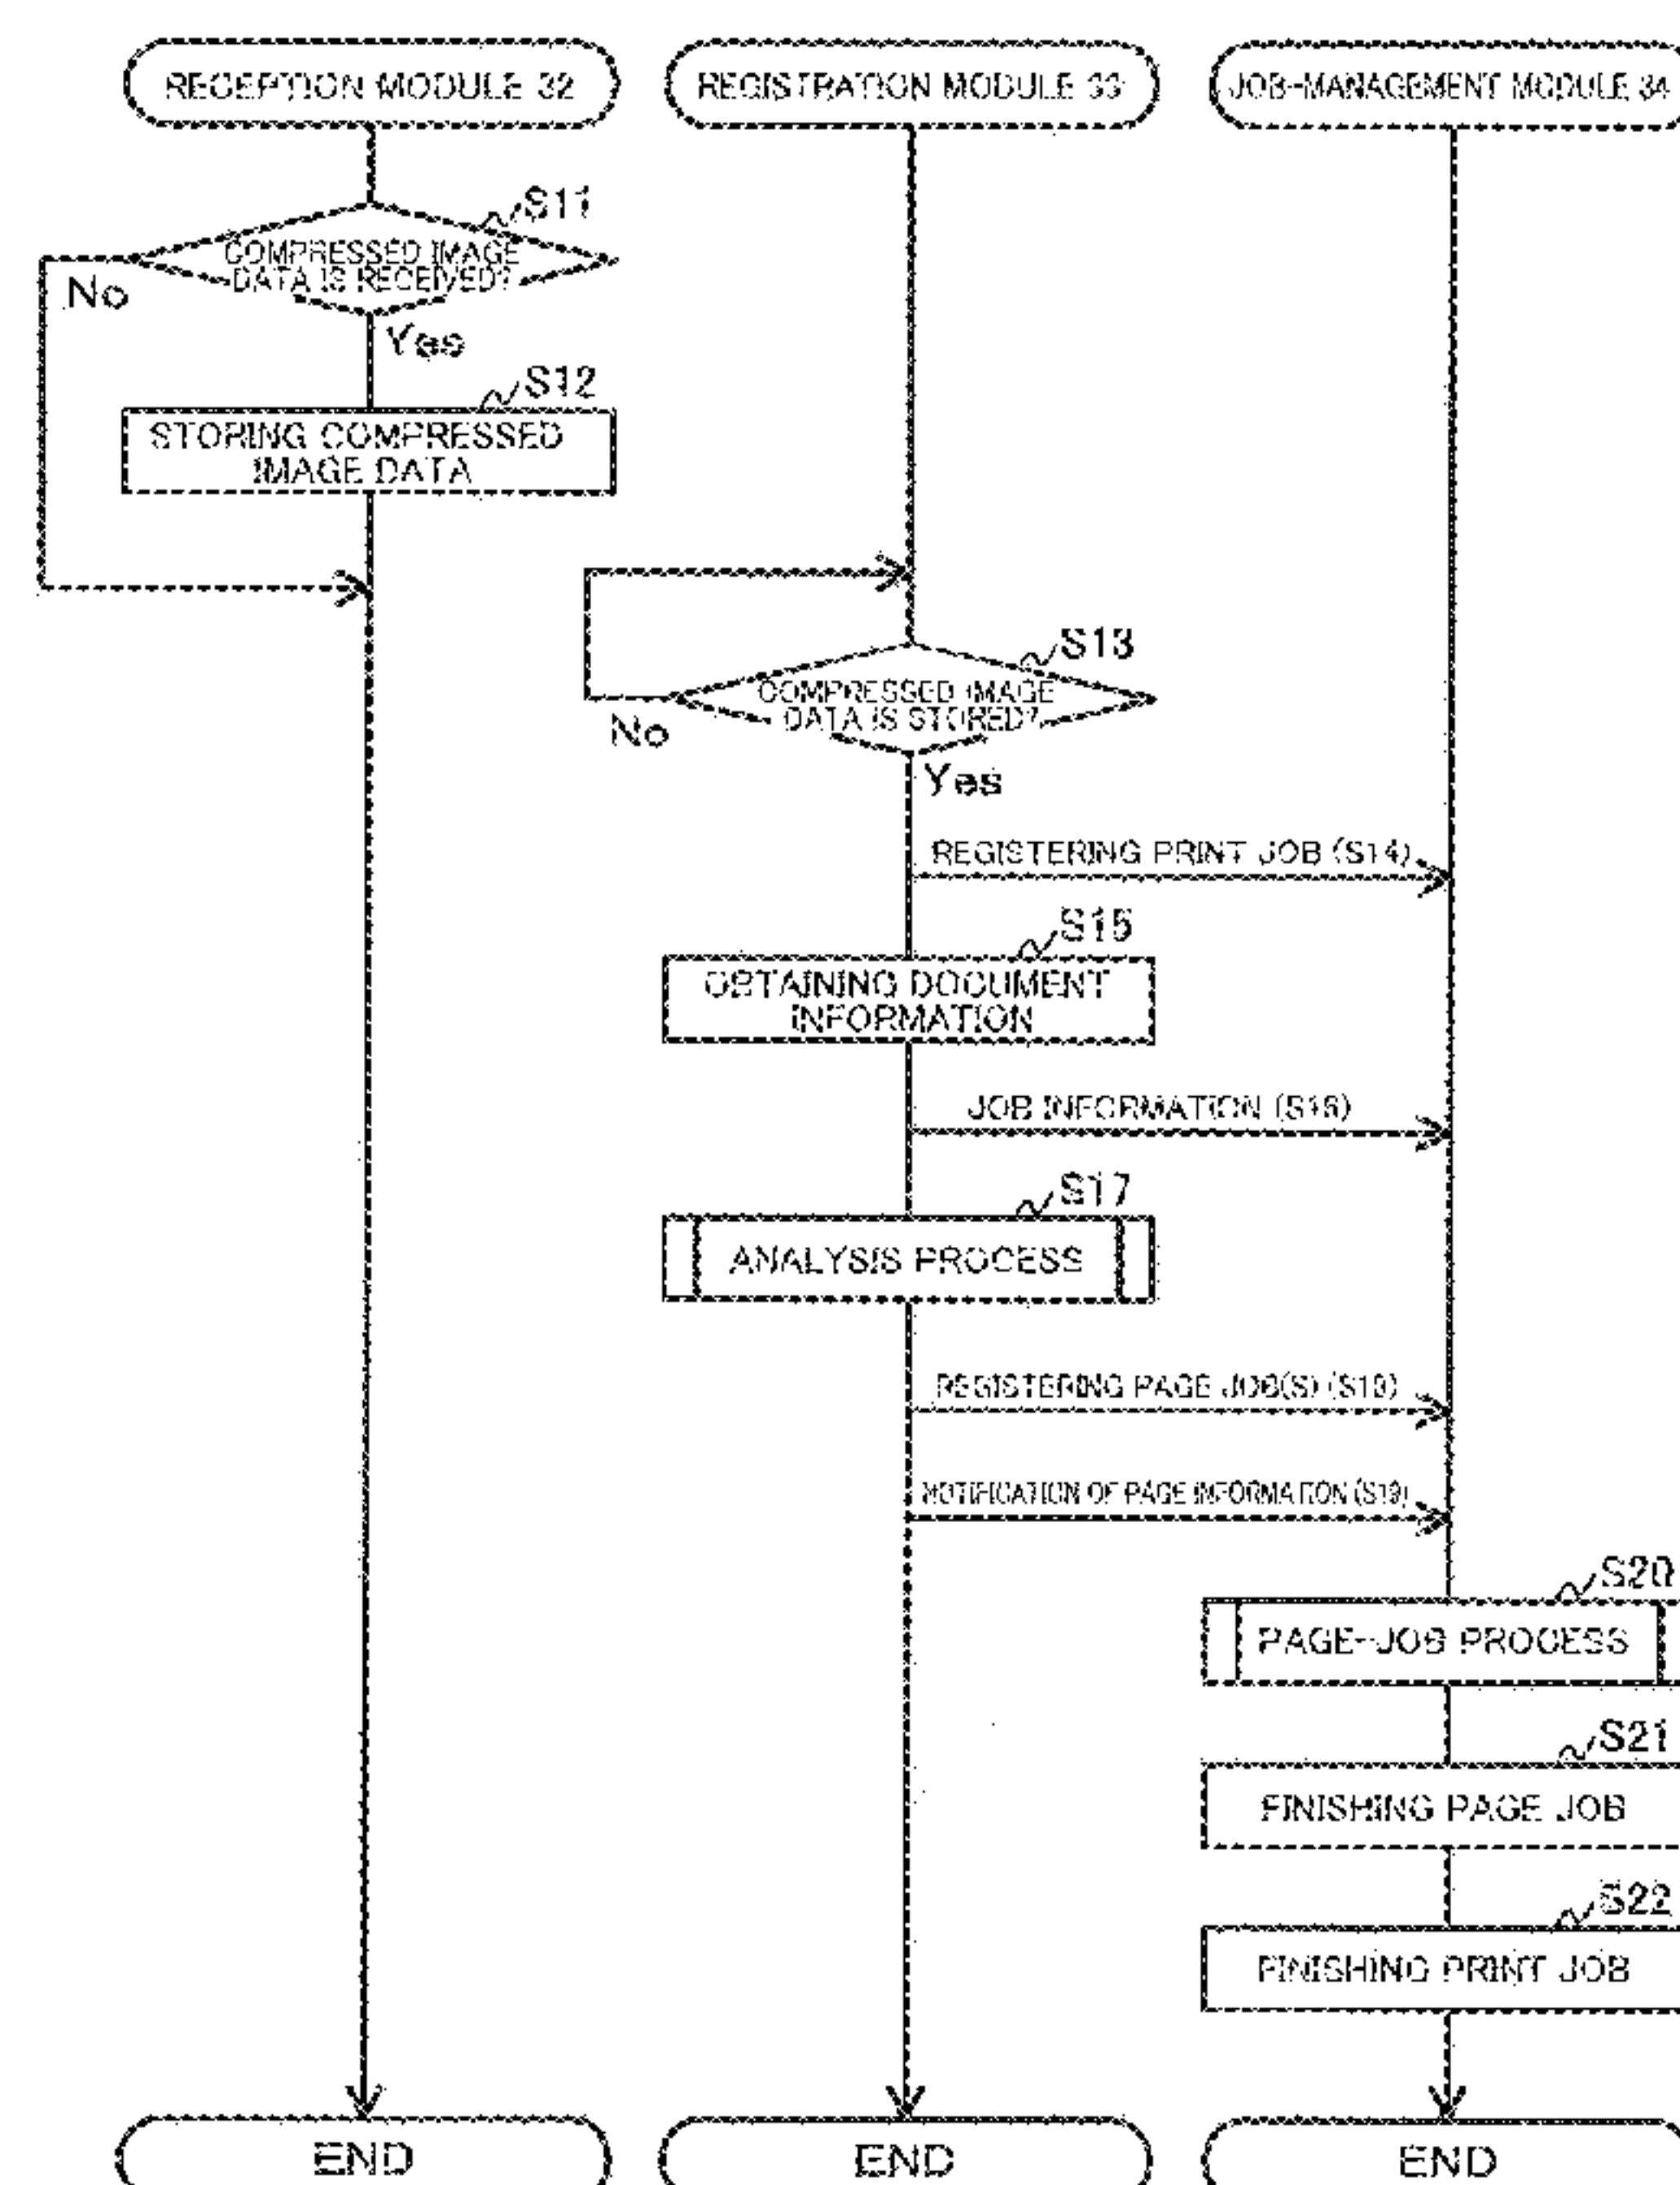 RECEPTION MODULE 32
REGISTRATION MODULE 33
JOB-MANAGEMENT MODULE 34
S11
COMPRESSED IMAGE
DATA IS RECEIVED?
No
Yes
S12
STORING COMPRESSED
IMAGE DATA
S13
COMPRESSED IMAGE
DATA IS STORED?
No
Yes
REGISTERING PRINT JOB (S14)
S15
OBTAINING DOCUMENT
INFORMATION
JOB INFORMATION (S16)
S17
ANALYSIS PROCESS
REGISTERING PAGE JOB(S)
NOTIFICATION OF PAGE INFORMATION (S19)
S20
PAGE-JOB PROCESS
S21
FINISHING PAGE JOB
S22
FINISHING PRINT JOB
END
END
END